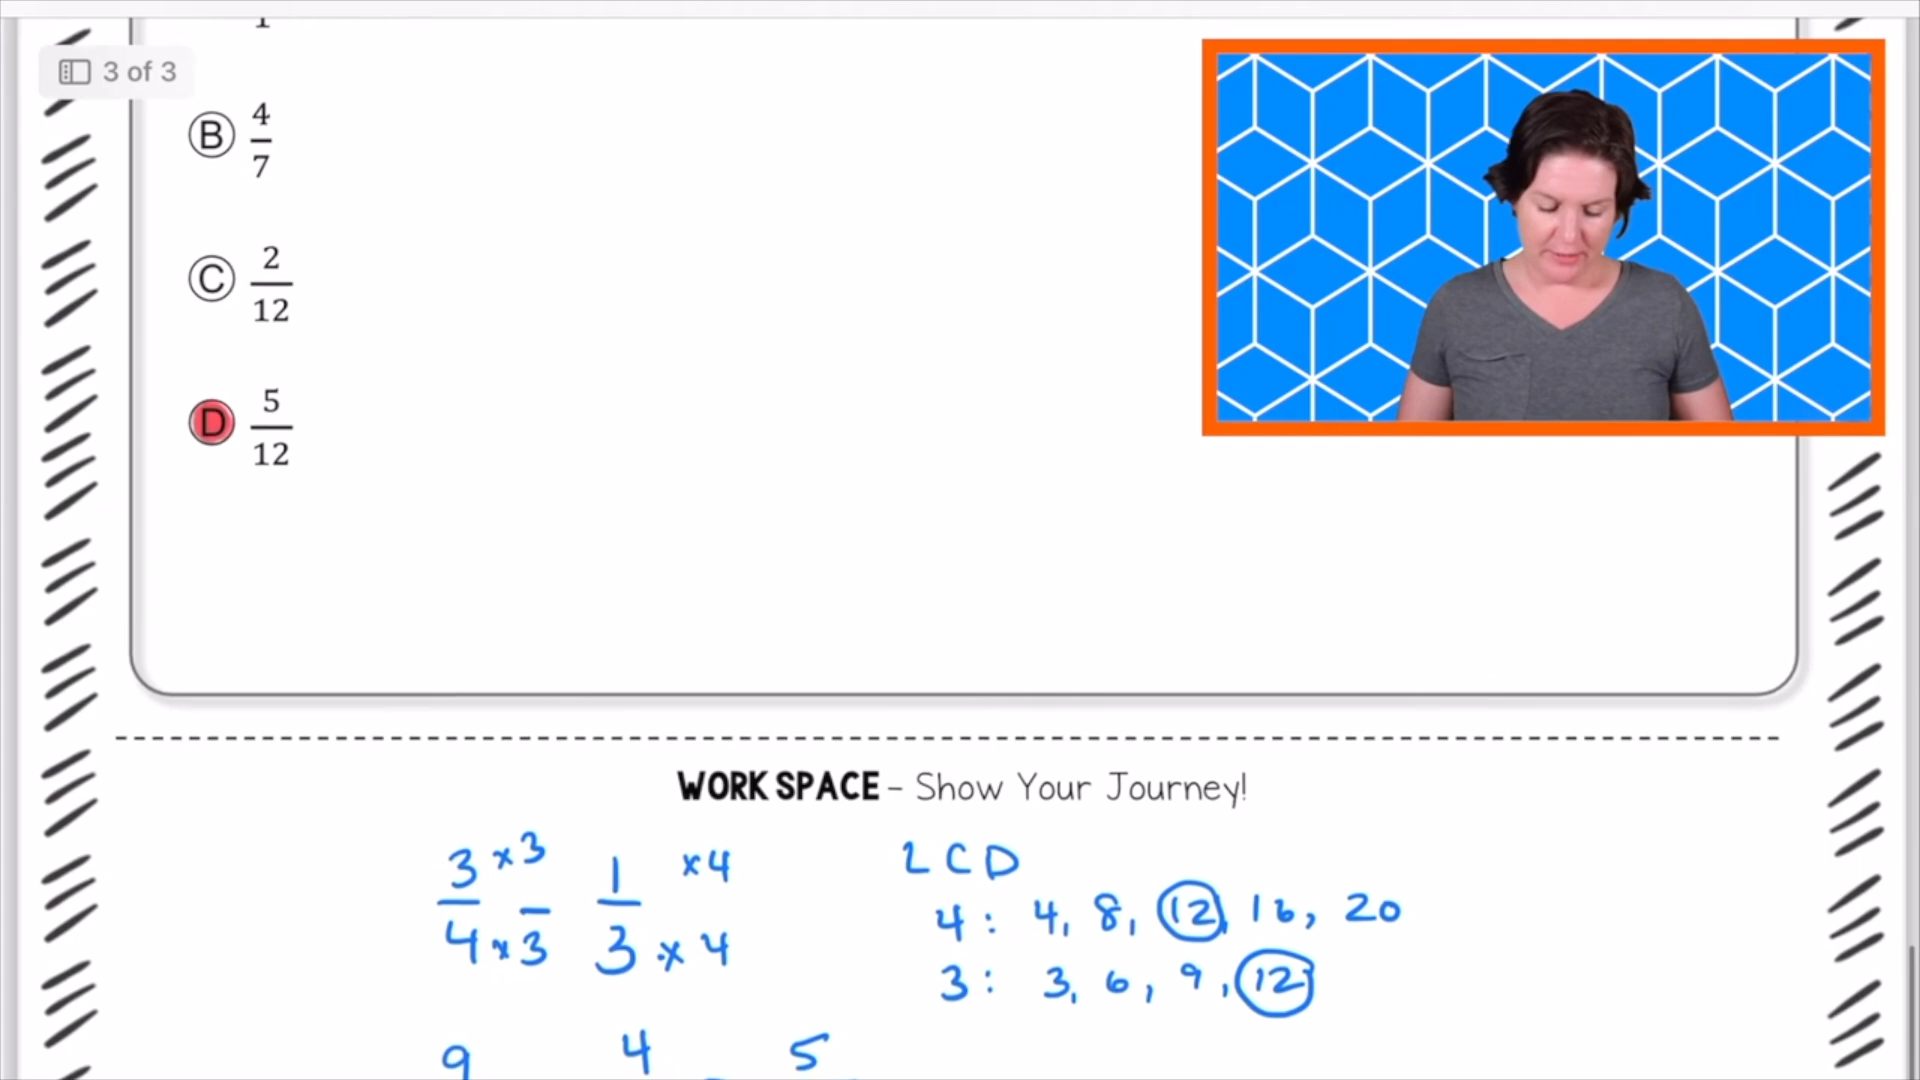 3 of 3
B 4/7
C 2/12
D 5/12
WORK SPACE – Show Your Journey!
3 × 3 1 × 4
4 × 3 3 × 4
LCD
4: 4, 8, 12, 16, 20
3: 3, 6, 9, 12
9 4 5